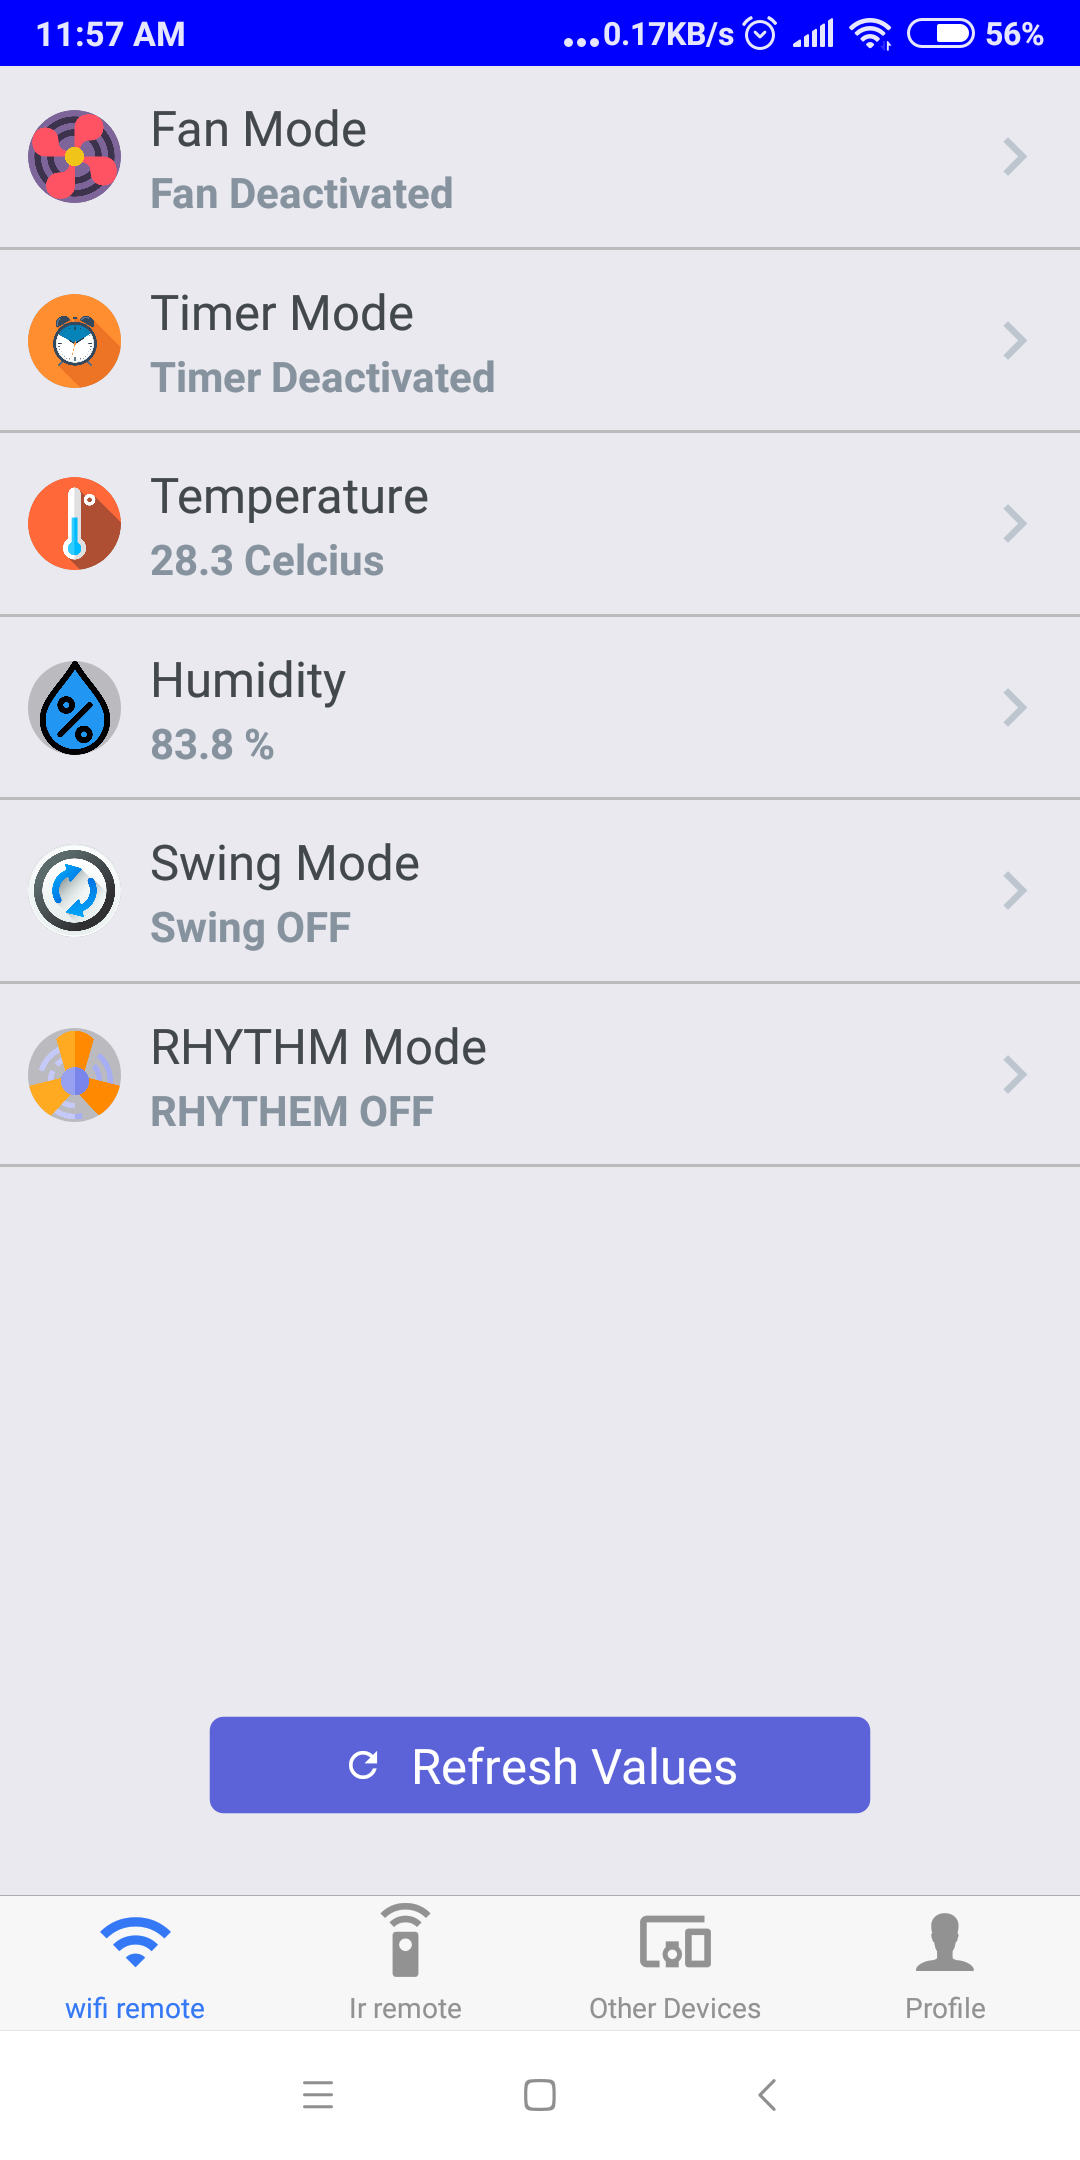 11:57 AM ...0.17KB/s 56%
Fan Mode
Fan Deactivated
Timer Mode
Timer Deactivated
Temperature
28.3 Celcius
Humidity
83.8 %
Swing Mode
Swing OFF
RHYTHM Mode
RHYTHEM OFF
Refresh Values
wifi remote Ir remote Other Devices Profile